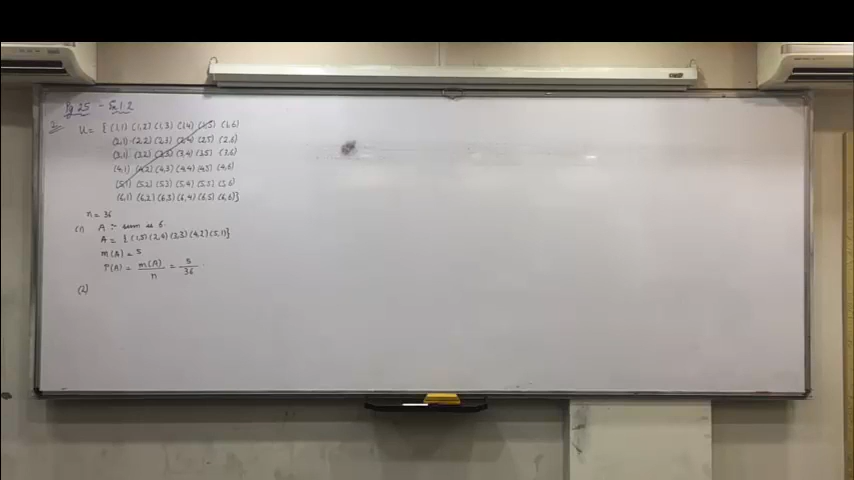 Pg 25 - Ex 1.2
2) U = { (1,1) (1,2) (1,3) (1,4) (1,5) (1,6)
(2,1) (2,2) (2,3) (2,4) (2,5) (2,6)
(3,1) (3,2) (3,3) (3,4) (3,5) (3,6)
(4,1) (4,2) (4,3) (4,4) (4,5) (4,6)
(5,1) (5,2) (5,3) (5,4) (5,5) (5,6)
(6,1) (6,2) (6,3) (6,4) (6,5) (6,6) }
n = 36
(1) A :- sum is 6.
A = { (1,5) (2,4) (3,3) (4,2) (5,1) }
m(A) = 5
P(A) = m(A)/n = 5/36
(2)